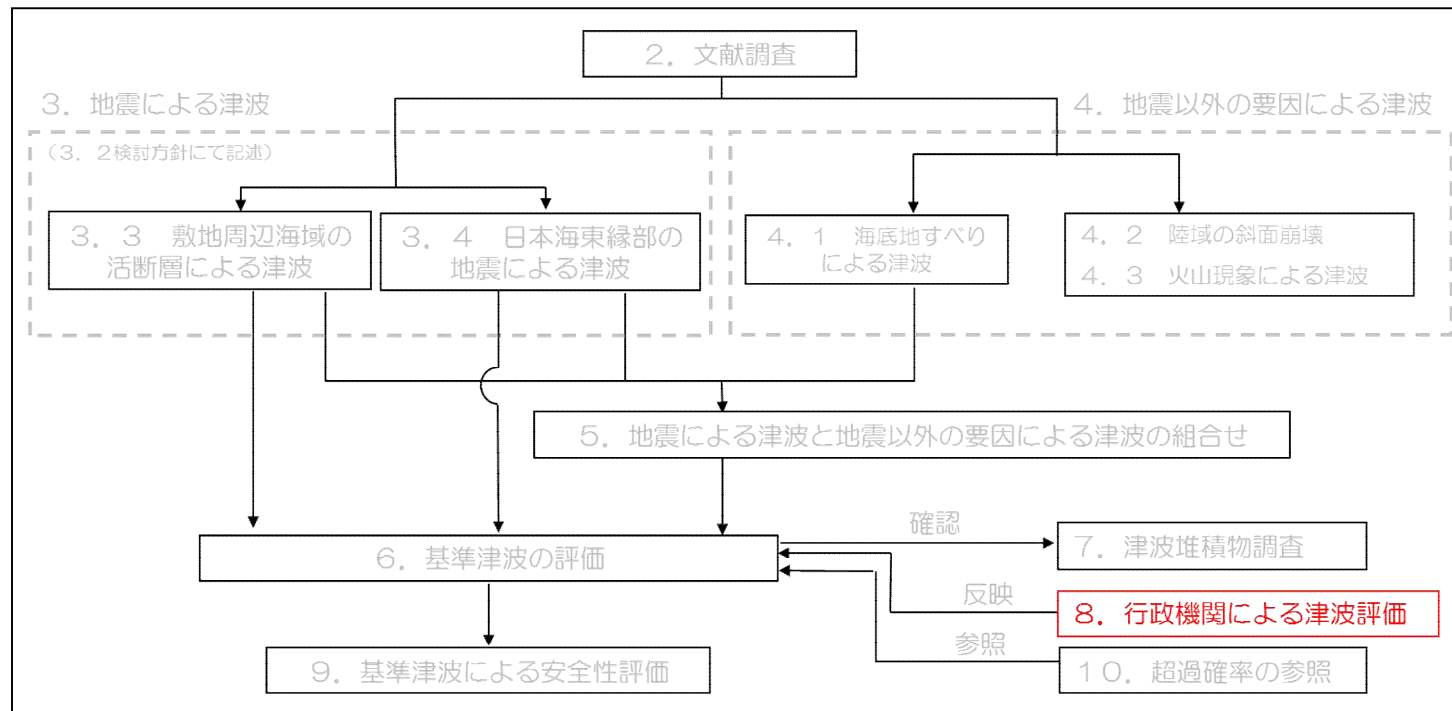 ２．文献調査
３．地震による津波
４．地震以外の要因による津波
（３．２検討方針にて記述）
３．３　敷地周辺海域の
活断層による津波
３．４　日本海東縁部の
地震による津波
４．１　海底地すべり
による津波
４．２　陸域の斜面崩壊
４．３　火山現象による津波
５．地震による津波と地震以外の要因による津波の組合せ
６．基準津波の評価
確認
７．津波堆積物調査
反映
８．行政機関による津波評価
参照
９．基準津波による安全性評価
１０．超過確率の参照